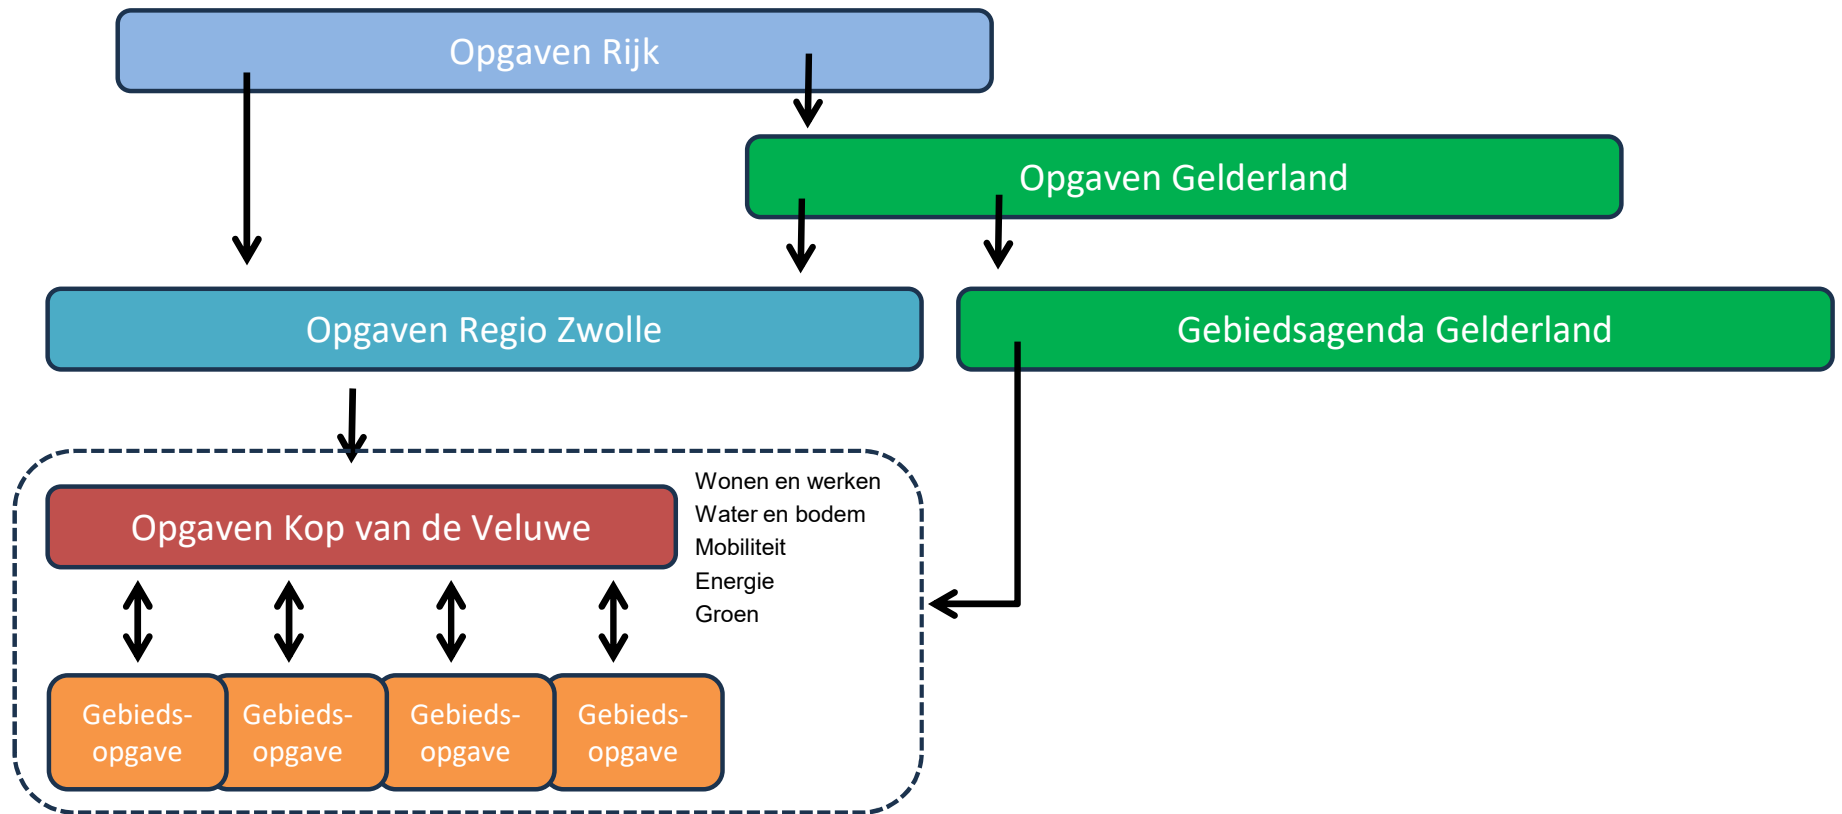 Opgaven Rijk
Opgaven Gelderland
Opgaven Regio Zwolle
Gebiedsagenda Gelderland
Opgaven Kop van de Veluwe
Wonen en werken
Water en bodem
Mobiliteit
Energie
Groen
Gebieds-
opgave
Gebieds-
opgave
Gebieds-
opgave
Gebieds-
opgave